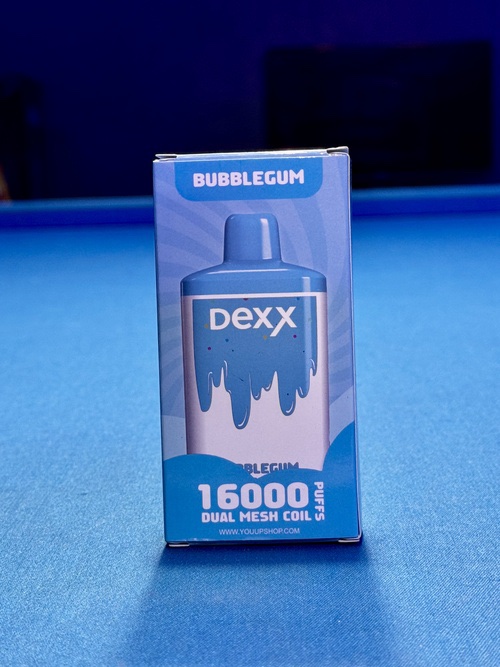 BUBBLEGUM
Dexx
16000 PUFFS
DUAL MESH COIL
WWW.YOUUPSHOP.COM